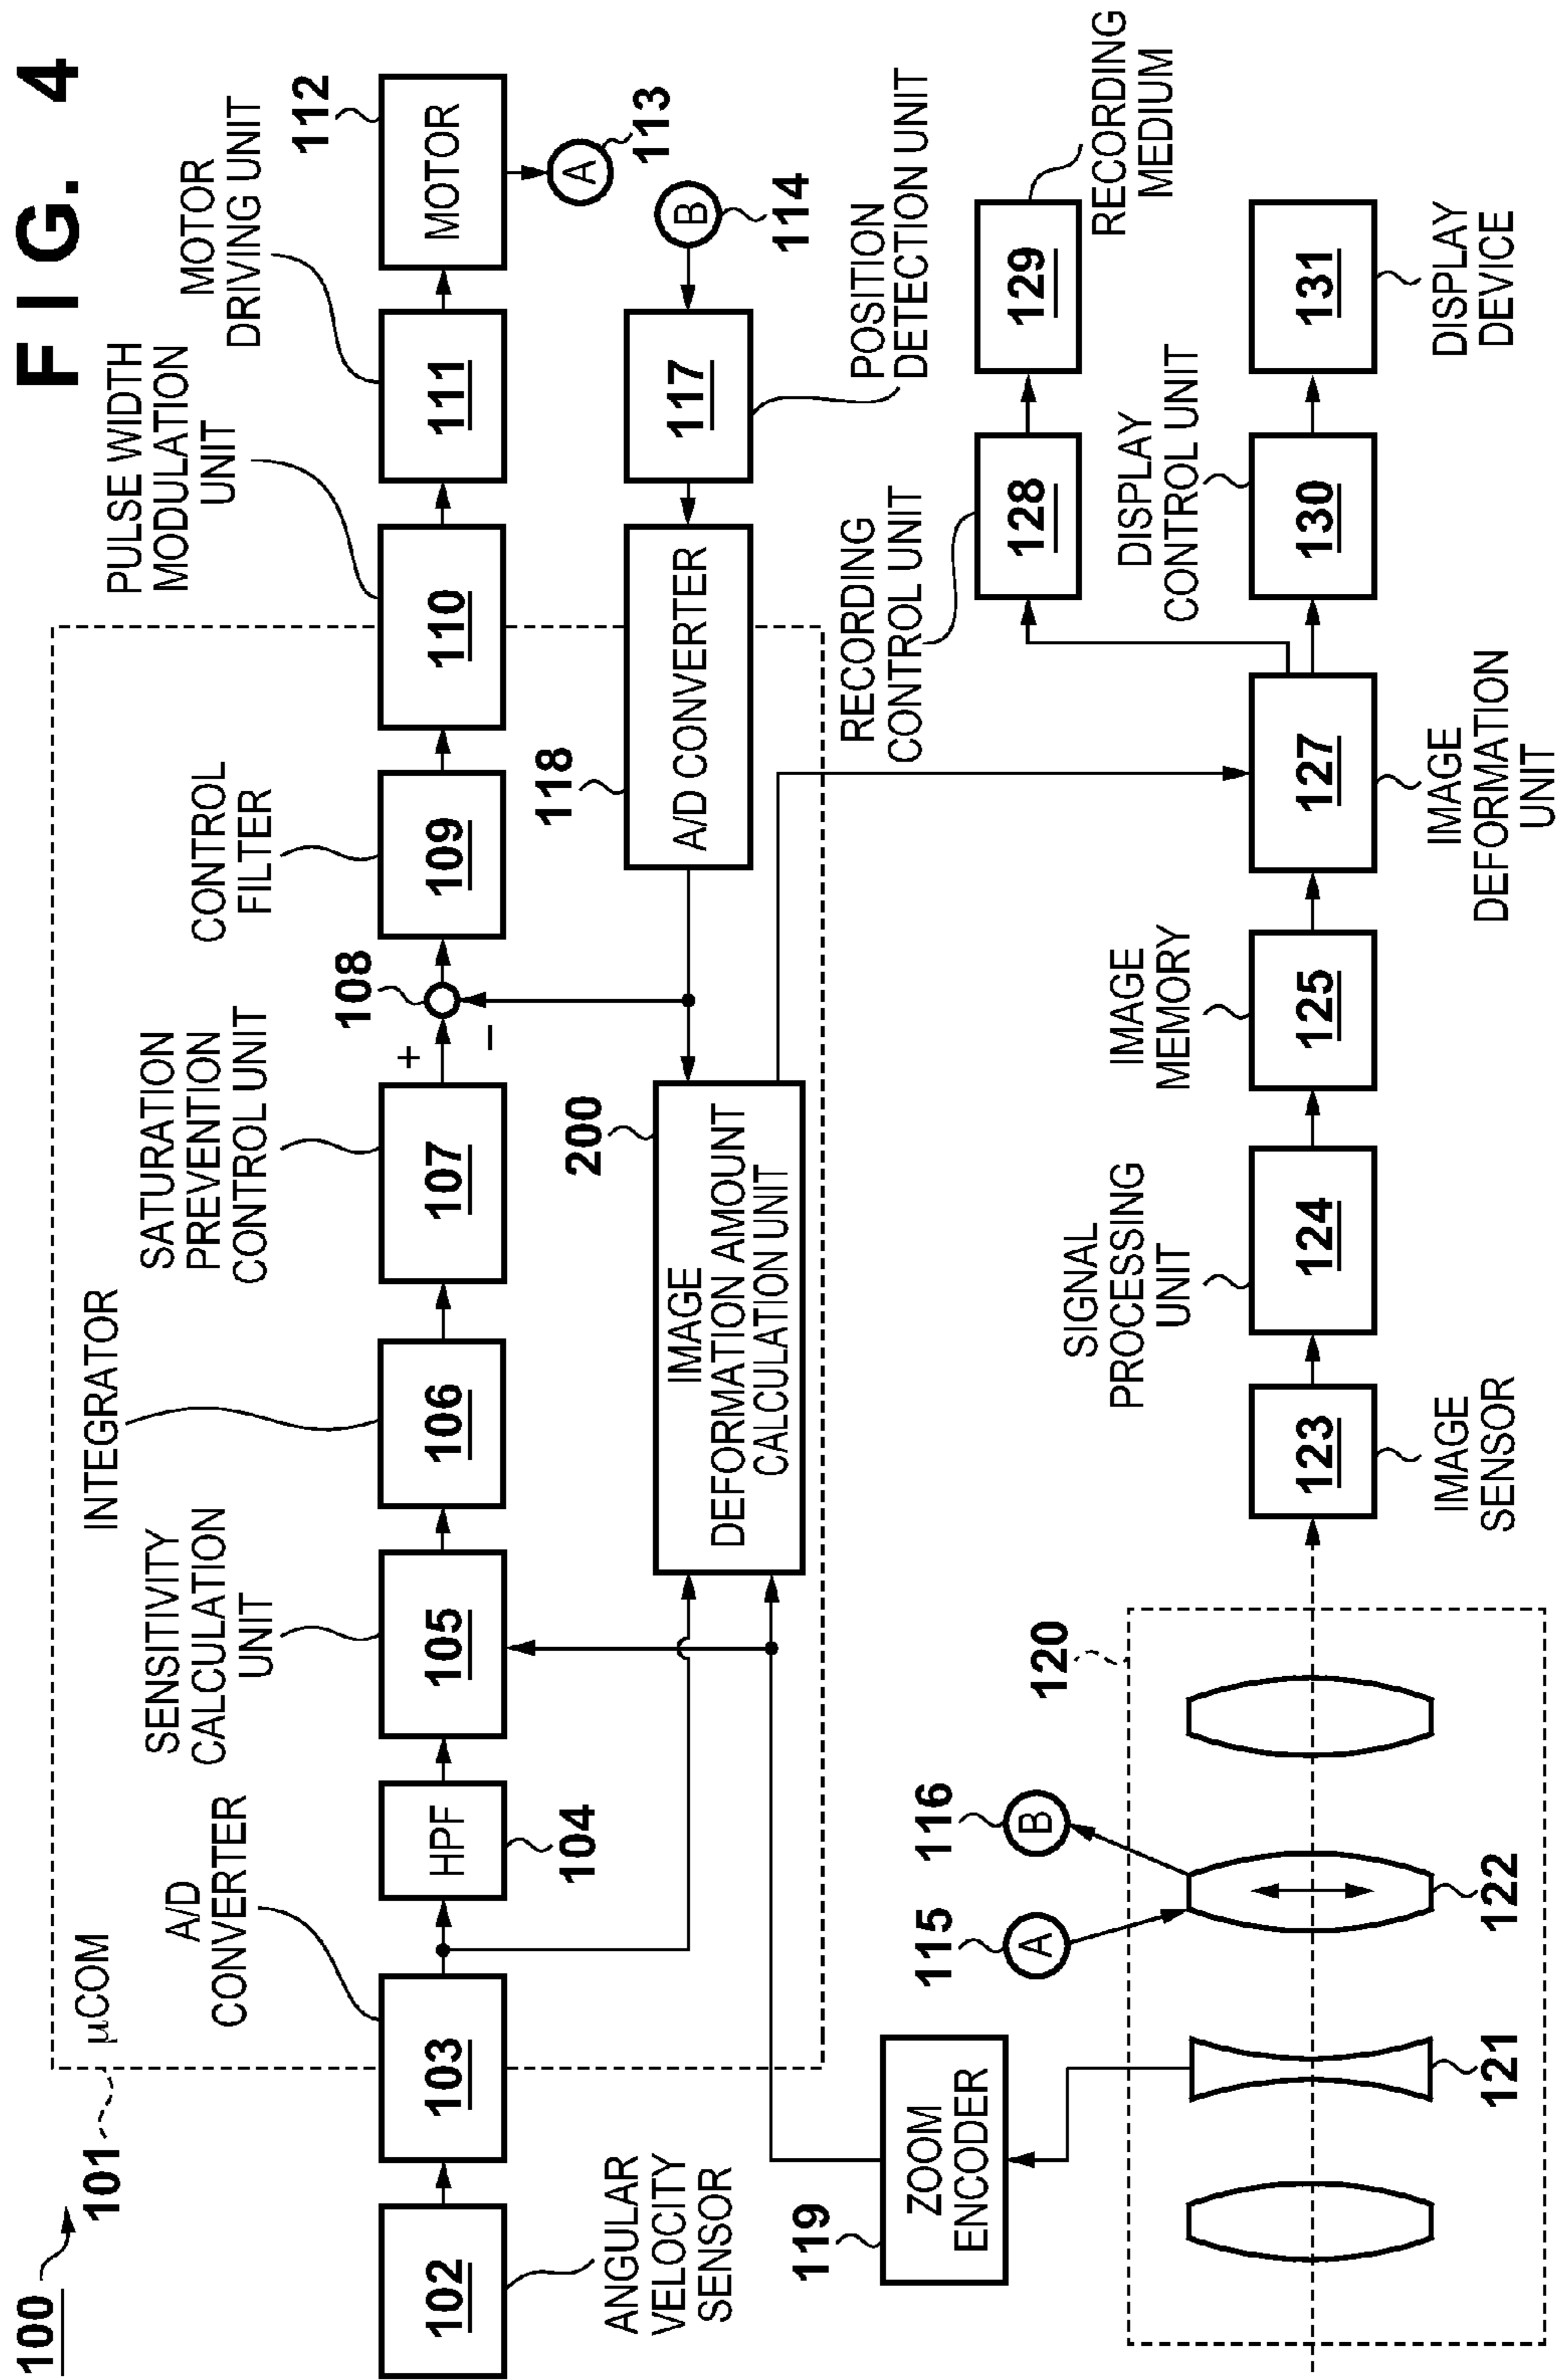 FIG. 4
100
101
μCOM
A/D
CONVERTER
SENSITIVITY
CALCULATION
UNIT
INTEGRATOR
SATURATION
PREVENTION
CONTROL UNIT
CONTROL
FILTER
PULSE WIDTH
MODULATION
UNIT
MOTOR
DRIVING UNIT
112
102
103
HPF
104
105
106
107
+
−
108
109
110
111
MOTOR
A
113
ANGULAR
VELOCITY
SENSOR
200
IMAGE
DEFORMATION AMOUNT
CALCULATION UNIT
118
A/D CONVERTER
117
B
114
POSITION
DETECTION UNIT
119
ZOOM
ENCODER
115
A
116
B
120
121
122
RECORDING
CONTROL UNIT
128
129
RECORDING
MEDIUM
SIGNAL
PROCESSING
UNIT
IMAGE
MEMORY
DISPLAY
CONTROL UNIT
123
124
125
127
130
131
IMAGE
SENSOR
IMAGE
DEFORMATION
UNIT
DISPLAY
DEVICE